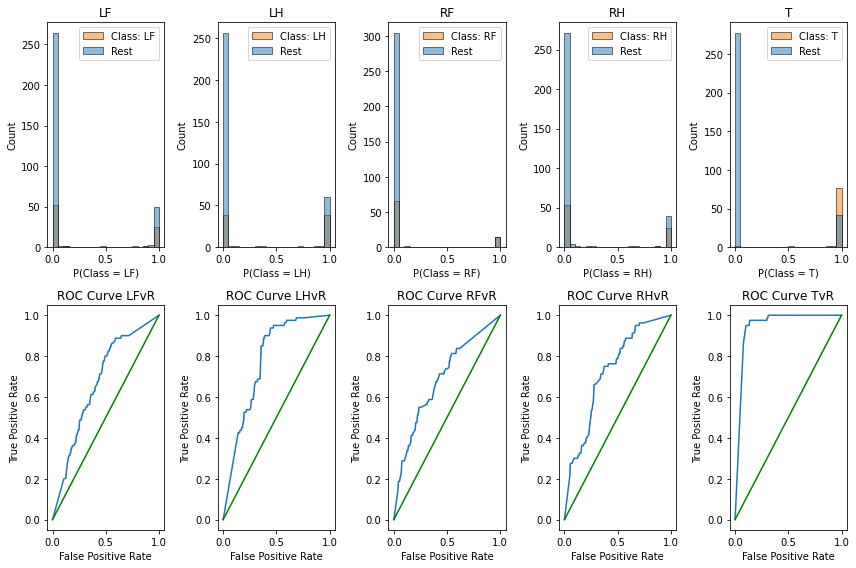 LF
Class: LF
Rest
250
200
150
100
50
0
Count
0.0 0.5 1.0
P(Class = LF)
LH
Class: LH
Rest
250
200
150
100
50
0
Count
0.0 0.5 1.0
P(Class = LH)
RF
Class: RF
Rest
300
250
200
150
100
50
0
Count
0.0 0.5 1.0
P(Class = RF)
RH
Class: RH
Rest
250
200
150
100
50
0
Count
0.0 0.5 1.0
P(Class = RH)
T
Class: T
Rest
250
200
150
100
50
0
Count
0.0 0.5 1.0
P(Class = T)
ROC Curve LFvR
1.0
0.8
0.6
0.4
0.2
0.0
True Positive Rate
0.0 0.5 1.0
False Positive Rate
ROC Curve LHvR
1.0
0.8
0.6
0.4
0.2
0.0
True Positive Rate
0.0 0.5 1.0
False Positive Rate
ROC Curve RFvR
1.0
0.8
0.6
0.4
0.2
0.0
True Positive Rate
0.0 0.5 1.0
False Positive Rate
ROC Curve RHvR
1.0
0.8
0.6
0.4
0.2
0.0
True Positive Rate
0.0 0.5 1.0
False Positive Rate
ROC Curve TvR
1.0
0.8
0.6
0.4
0.2
0.0
True Positive Rate
0.0 0.5 1.0
False Positive Rate